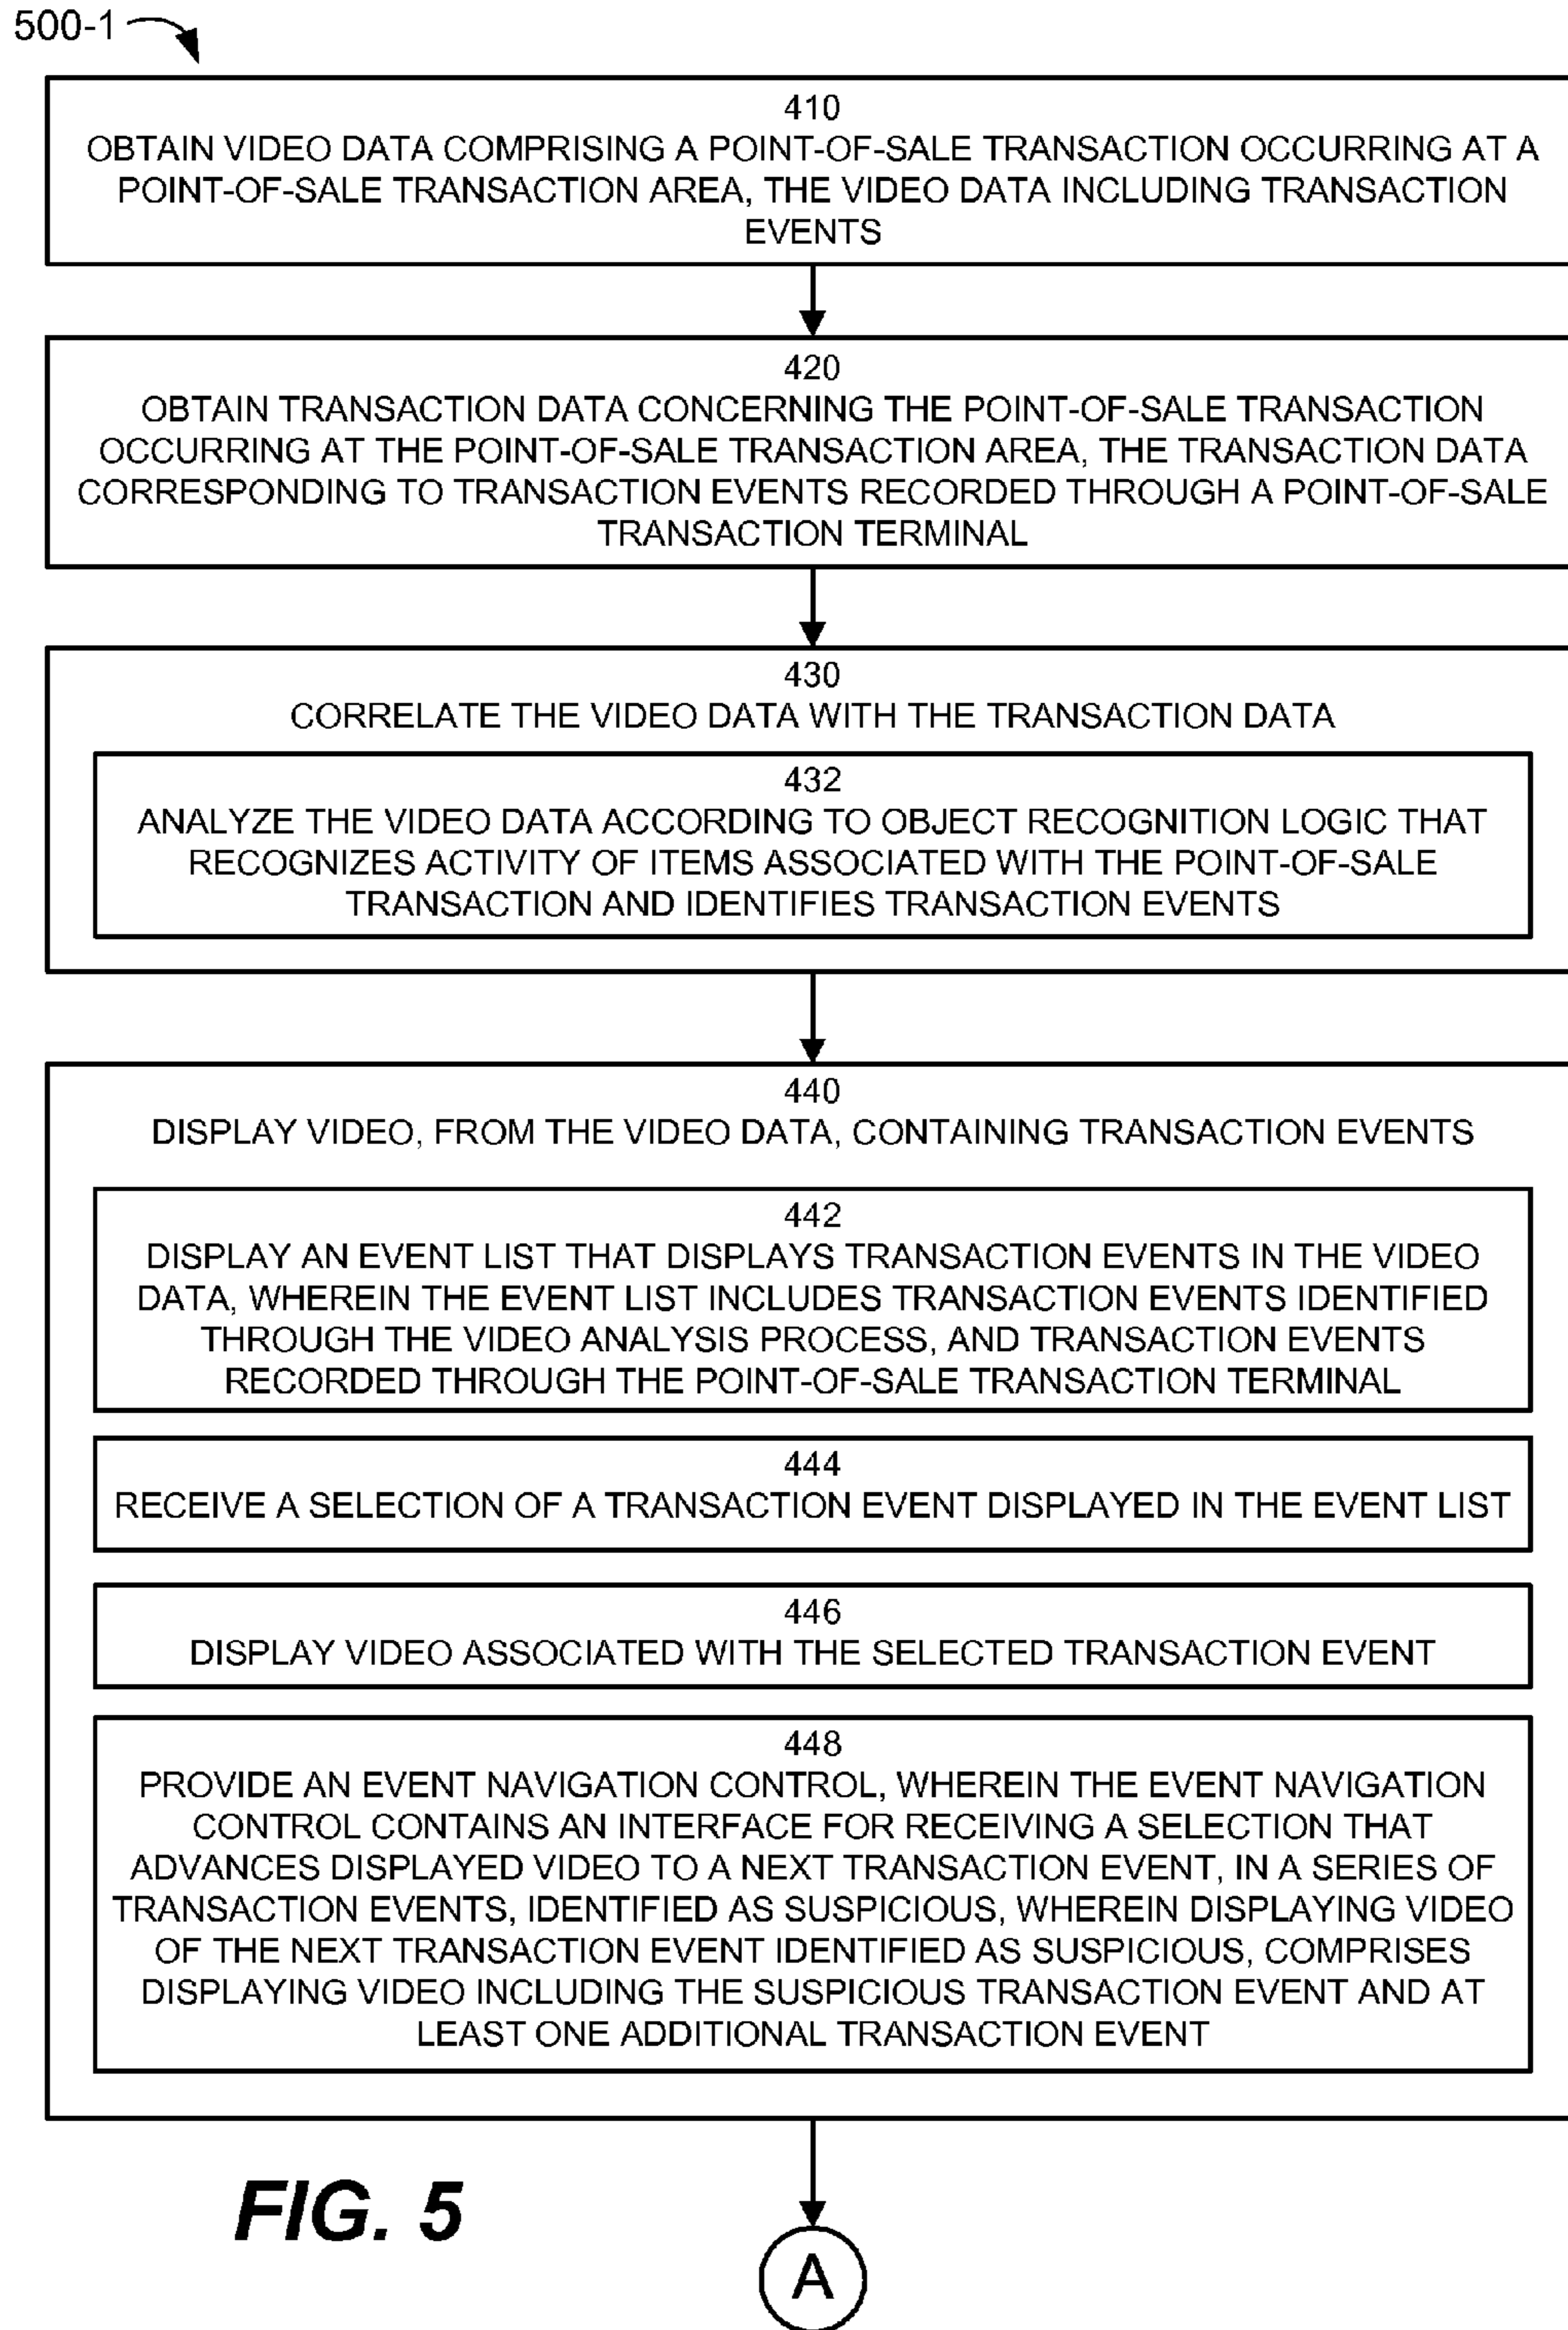 500-1
410
OBTAIN VIDEO DATA COMPRISING A POINT-OF-SALE TRANSACTION OCCURRING AT A
POINT-OF-SALE TRANSACTION AREA, THE VIDEO DATA INCLUDING TRANSACTION
EVENTS
420
OBTAIN TRANSACTION DATA CONCERNING THE POINT-OF-SALE TRANSACTION
OCCURRING AT THE POINT-OF-SALE TRANSACTION AREA, THE TRANSACTION DATA
CORRESPONDING TO TRANSACTION EVENTS RECORDED THROUGH A POINT-OF-SALE
TRANSACTION TERMINAL
430
CORRELATE THE VIDEO DATA WITH THE TRANSACTION DATA
432
ANALYZE THE VIDEO DATA ACCORDING TO OBJECT RECOGNITION LOGIC THAT
RECOGNIZES ACTIVITY OF ITEMS ASSOCIATED WITH THE POINT-OF-SALE
TRANSACTION AND IDENTIFIES TRANSACTION EVENTS
440
DISPLAY VIDEO, FROM THE VIDEO DATA, CONTAINING TRANSACTION EVENTS
442
DISPLAY AN EVENT LIST THAT DISPLAYS TRANSACTION EVENTS IN THE VIDEO
DATA, WHEREIN THE EVENT LIST INCLUDES TRANSACTION EVENTS IDENTIFIED
THROUGH THE VIDEO ANALYSIS PROCESS, AND TRANSACTION EVENTS
RECORDED THROUGH THE POINT-OF-SALE TRANSACTION TERMINAL
444
RECEIVE A SELECTION OF A TRANSACTION EVENT DISPLAYED IN THE EVENT LIST
446
DISPLAY VIDEO ASSOCIATED WITH THE SELECTED TRANSACTION EVENT
448
PROVIDE AN EVENT NAVIGATION CONTROL, WHEREIN THE EVENT NAVIGATION
CONTROL CONTAINS AN INTERFACE FOR RECEIVING A SELECTION THAT
ADVANCES DISPLAYED VIDEO TO A NEXT TRANSACTION EVENT, IN A SERIES OF
TRANSACTION EVENTS, IDENTIFIED AS SUSPICIOUS, WHEREIN DISPLAYING VIDEO
OF THE NEXT TRANSACTION EVENT IDENTIFIED AS SUSPICIOUS, COMPRISES
DISPLAYING VIDEO INCLUDING THE SUSPICIOUS TRANSACTION EVENT AND AT
LEAST ONE ADDITIONAL TRANSACTION EVENT
FIG. 5
A